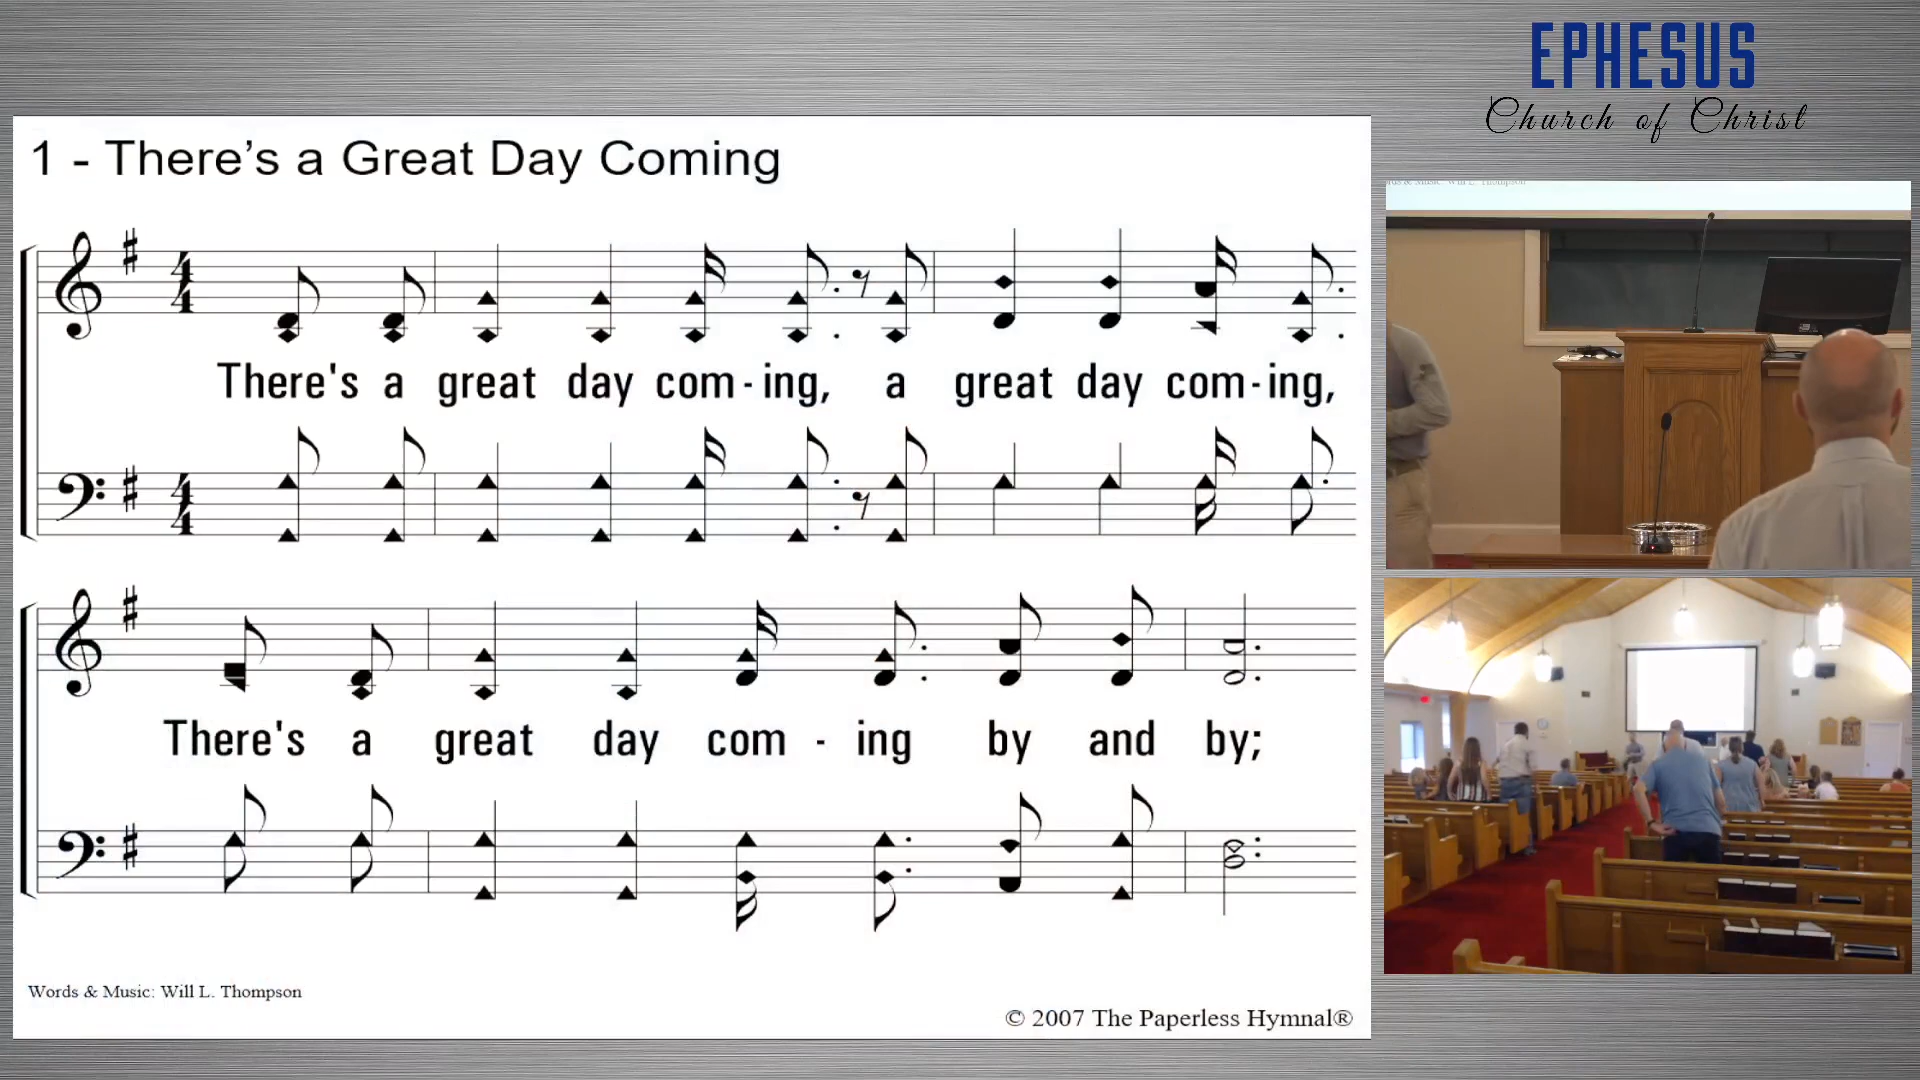 EPHESUS
Church of Christ
1 - There’s a Great Day Coming
There's a great day com - ing, a great day com - ing,
There's a great day com - ing by and by;
Words & Music: Will L. Thompson
© 2007 The Paperless Hymnal®